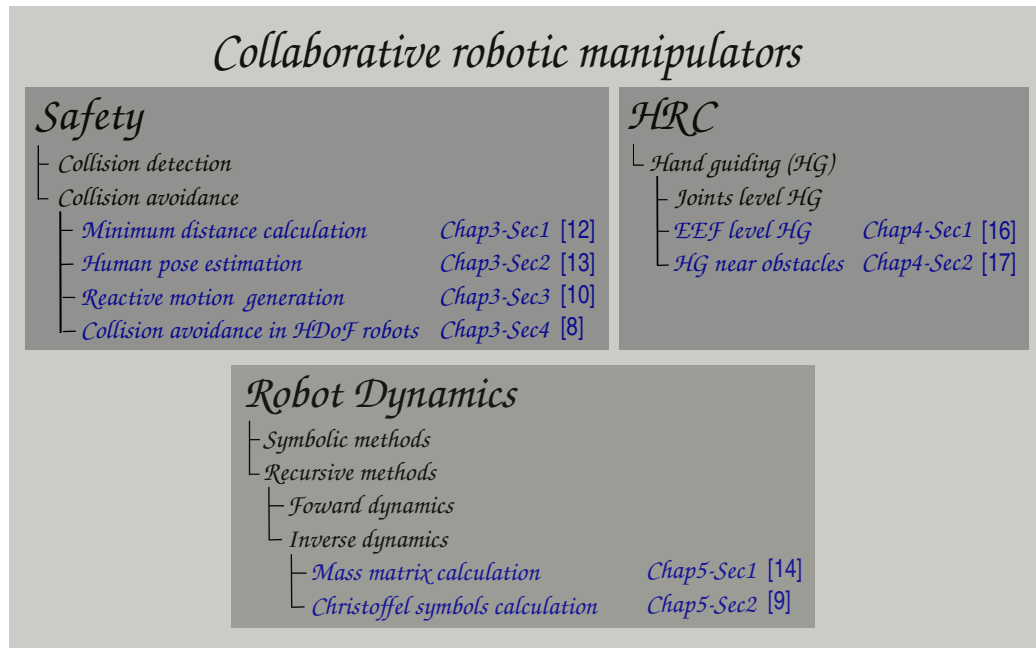 Collaborative robotic manipulators
Safety
Collision detection
Collision avoidance
Minimum distance calculation Chap3-Sec1 [12]
Human pose estimation Chap3-Sec2 [13]
Reactive motion generation Chap3-Sec3 [10]
Collision avoidance in HDoF robots Chap3-Sec4 [8]
HRC
Hand guiding (HG)
Joints level HG
EEF level HG Chap4-Sec1 [16]
HG near obstacles Chap4-Sec2 [17]
Robot Dynamics
Symbolic methods
Recursive methods
Foward dynamics
Inverse dynamics
Mass matrix calculation Chap5-Sec1 [14]
Christoffel symbols calculation Chap5-Sec2 [9]